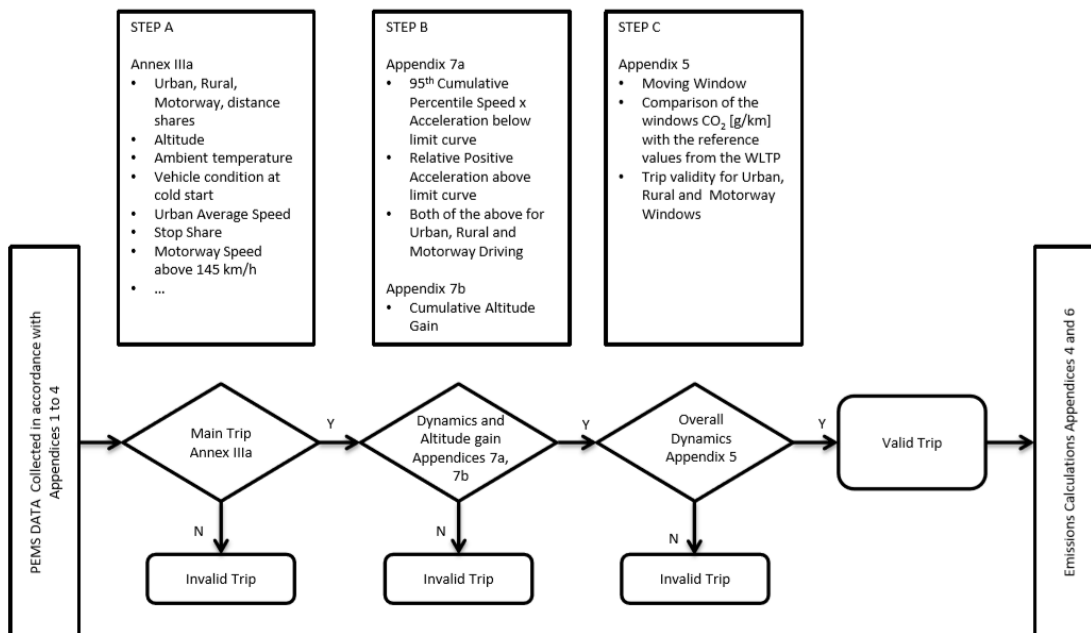 STEP A
Annex IIIa
• Urban, Rural,
Motorway, distance
shares
• Altitude
• Ambient temperature
• Vehicle condition at
cold start
• Urban Average Speed
• Stop Share
• Motorway Speed
above 145 km/h
• ...
STEP B
Appendix 7a
• 95th Cumulative
Percentile Speed x
Acceleration below
limit curve
• Relative Positive
Acceleration above
limit curve
• Both of the above for
Urban, Rural and
Motorway Driving
Appendix 7b
• Cumulative Altitude
Gain
STEP C
Appendix 5
• Moving Window
• Comparison of the
windows CO₂ [g/km]
with the reference
values from the WLTP
• Trip validity for Urban,
Rural and Motorway
Windows
PEMS DATA Collected in accordance with
Appendices 1 to 4
Main Trip
Annex IIIa
Y
N
Invalid Trip
Dynamics and
Altitude gain
Appendices 7a,
7b
Y
N
Invalid Trip
Overall
Dynamics
Appendix 5
Y
N
Invalid Trip
Valid Trip
Emissions Calculations Appendices 4 and 6